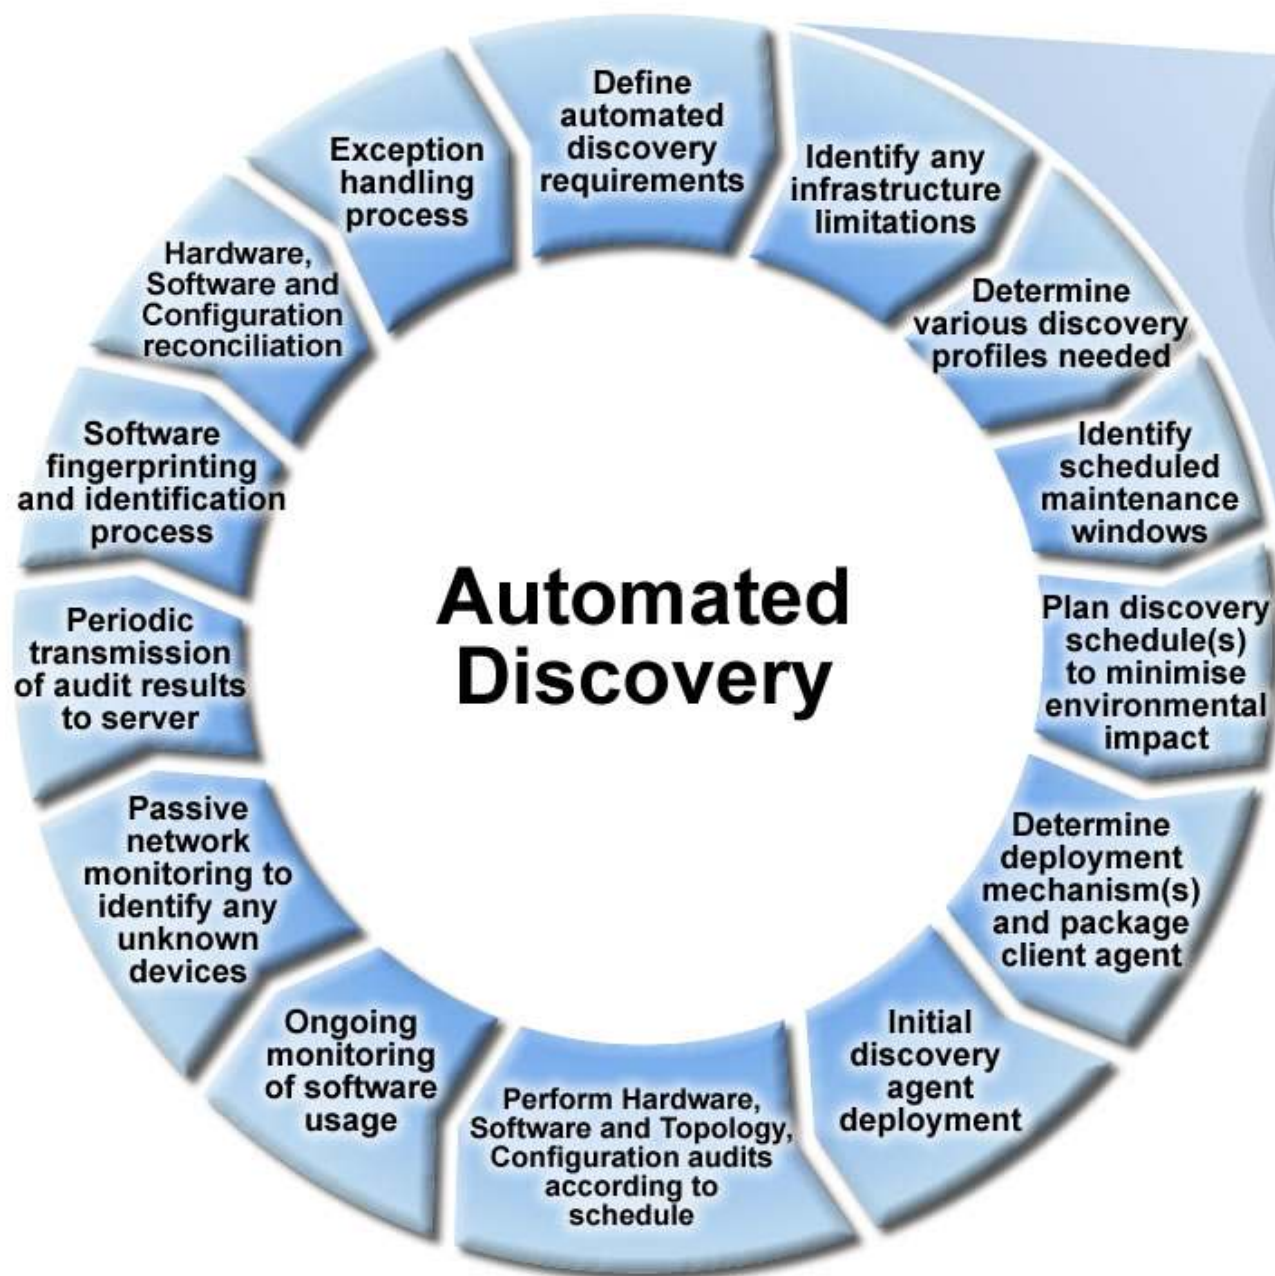 Define
automated
discovery
requirements
Identify any
infrastructure
limitations
Determine
various discovery
profiles needed
Identify
scheduled
maintenance
windows
Plan discovery
schedule(s)
to minimise
environmental
impact
Determine
deployment
mechanism(s)
and package
client agent
Initial
discovery
agent
deployment
Perform Hardware,
Software and Topology,
Configuration audits
according to
schedule
Ongoing
monitoring
of software
usage
Passive
network
monitoring to
identify any
unknown
devices
Periodic
transmission
of audit results
to server
Software
fingerprinting
and identification
process
Hardware,
Software and
Configuration
reconciliation
Exception
handling
process
Automated
Discovery